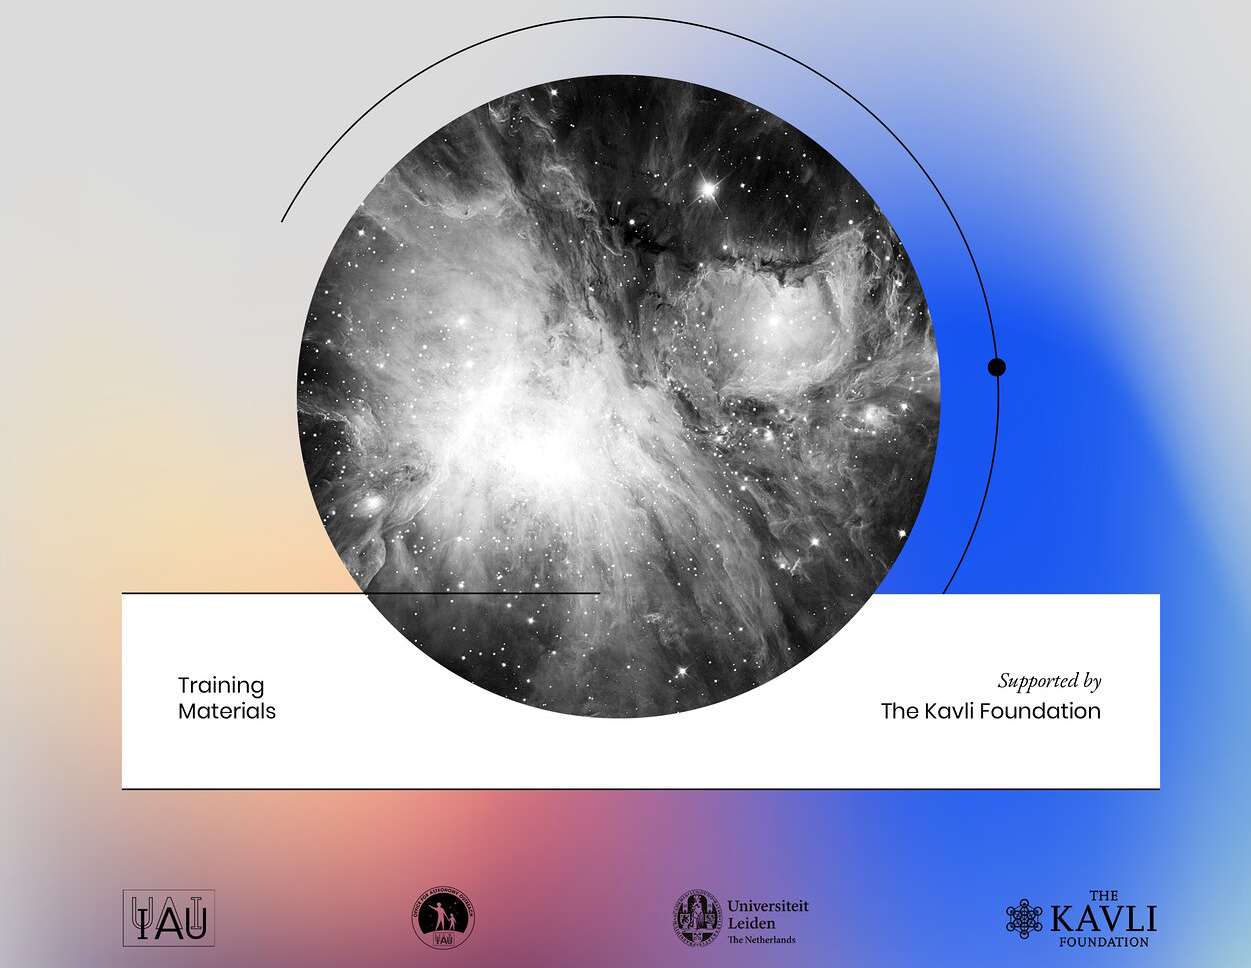 Training
Materials
Supported by
The Kavli Foundation
IAU
OFFICE FOR ASTRONOMY OUTREACH
IAU
Universiteit
Leiden
The Netherlands
THE
KAVLI
FOUNDATION